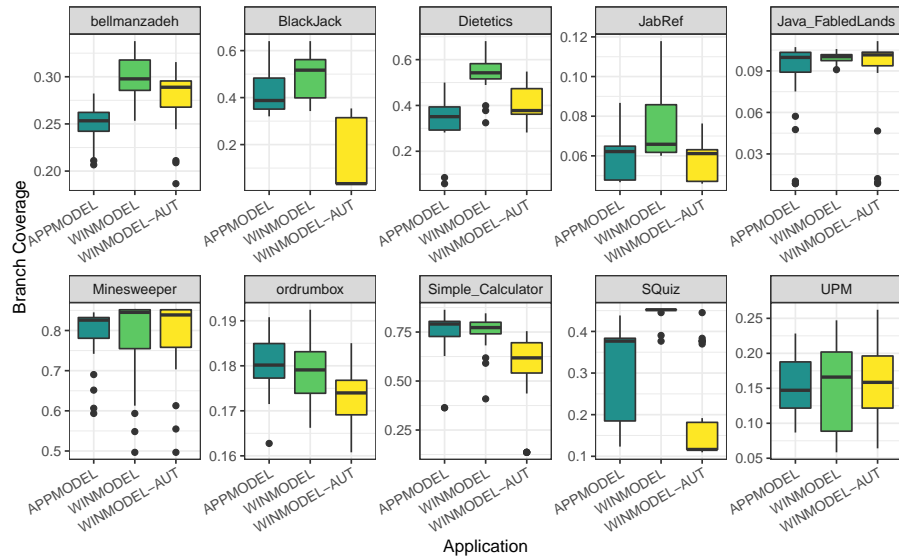 bellmanzadeh BlackJack Dietetics JabRef Java_FabledLands
0.30 0.25 0.20
0.6 0.4 0.2
0.6 0.4 0.2
0.12 0.10 0.08 0.06
0.09 0.06 0.03
APPMODEL WINMODEL WINMODEL-AUT
APPMODEL WINMODEL WINMODEL-AUT
APPMODEL WINMODEL WINMODEL-AUT
APPMODEL WINMODEL WINMODEL-AUT
APPMODEL WINMODEL WINMODEL-AUT
Branch Coverage
Minesweeper ordrumbox Simple_Calculator SQuiz UPM
0.8 0.7 0.6 0.5
0.19 0.18 0.17 0.16
0.75 0.50 0.25
0.4 0.3 0.2 0.1
0.25 0.20 0.15 0.10 0.05
APPMODEL WINMODEL WINMODEL-AUT
APPMODEL WINMODEL WINMODEL-AUT
APPMODEL WINMODEL WINMODEL-AUT
APPMODEL WINMODEL WINMODEL-AUT
APPMODEL WINMODEL WINMODEL-AUT
Application